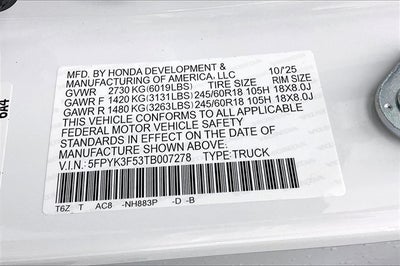 MFD. BY HONDA DEVELOPMENT & 10/'25
MANUFACTURING OF AMERICA, LLC
GVWR 2730 KG(6019LBS) TIRE SIZE RIM SIZE
GAWR F 1420 KG(3131LBS) 245/60R18 105H 18X8.0J
GAWR R 1480 KG(3263LBS) 245/60R18 105H 18X8.0J
THIS VEHICLE CONFORMS TO ALL APPLICABLE
FEDERAL MOTOR VEHICLE SAFETY
STANDARDS IN EFFECT ON THE DATE OF
MANUFACTURE SHOWN ABOVE.
V.I.N.: 5FPYK3F53TB007278 TYPE:TRUCK
T6Z T AC8 -NH883P -D -B